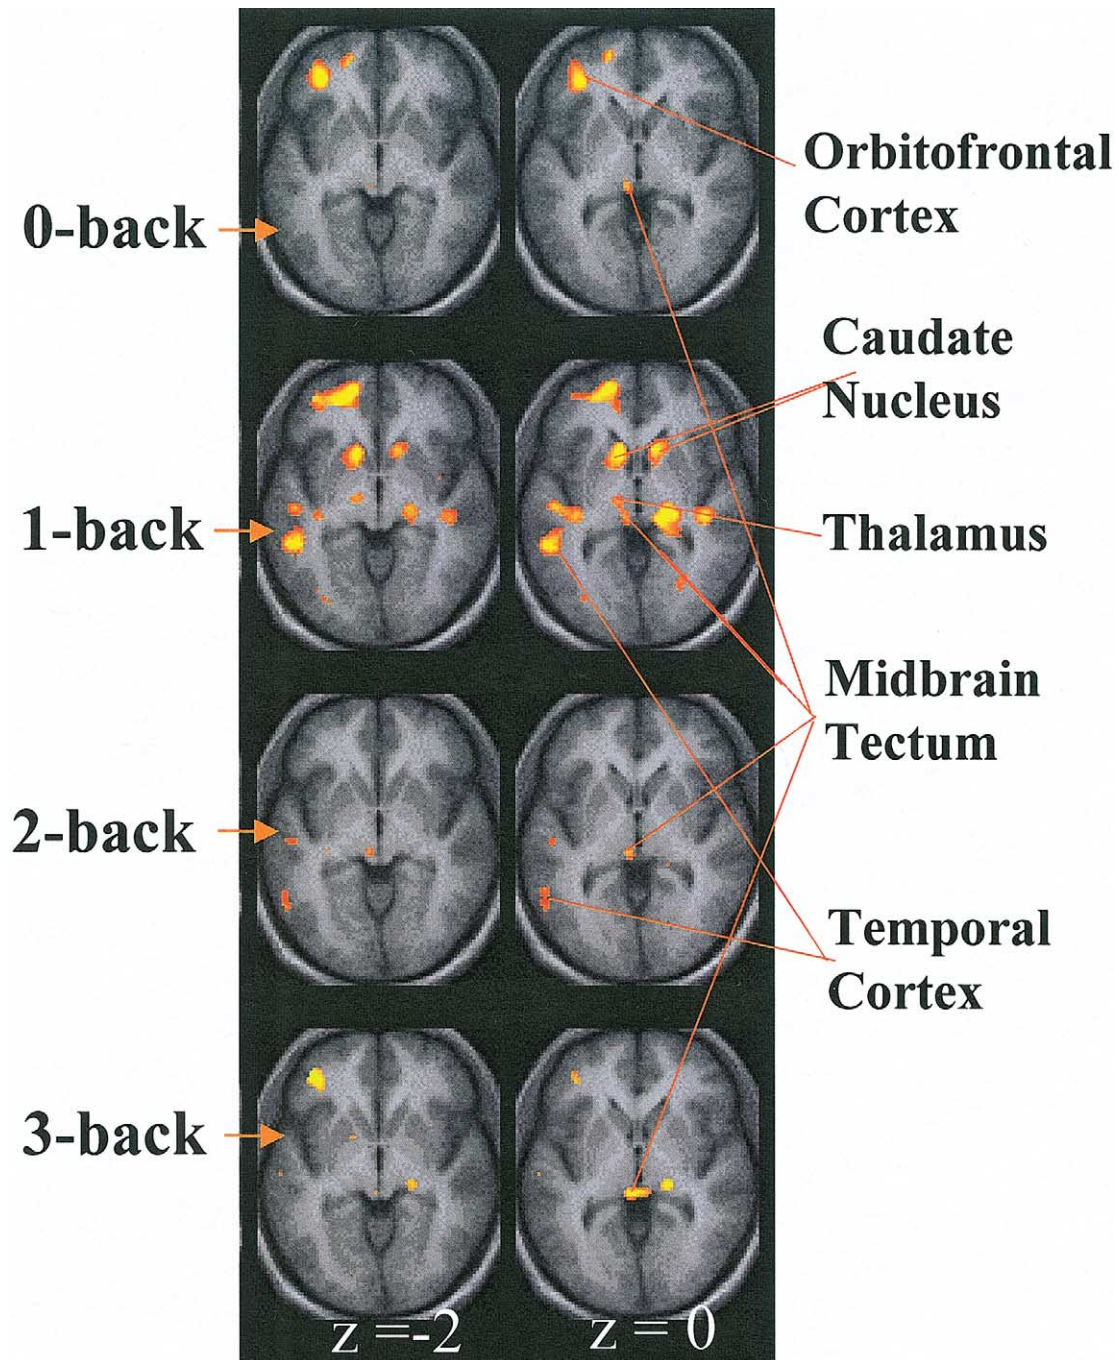 0-back
1-back
2-back
3-back
Orbitofrontal
Cortex
Caudate
Nucleus
Thalamus
Midbrain
Tectum
Temporal
Cortex
z =-2
z = 0